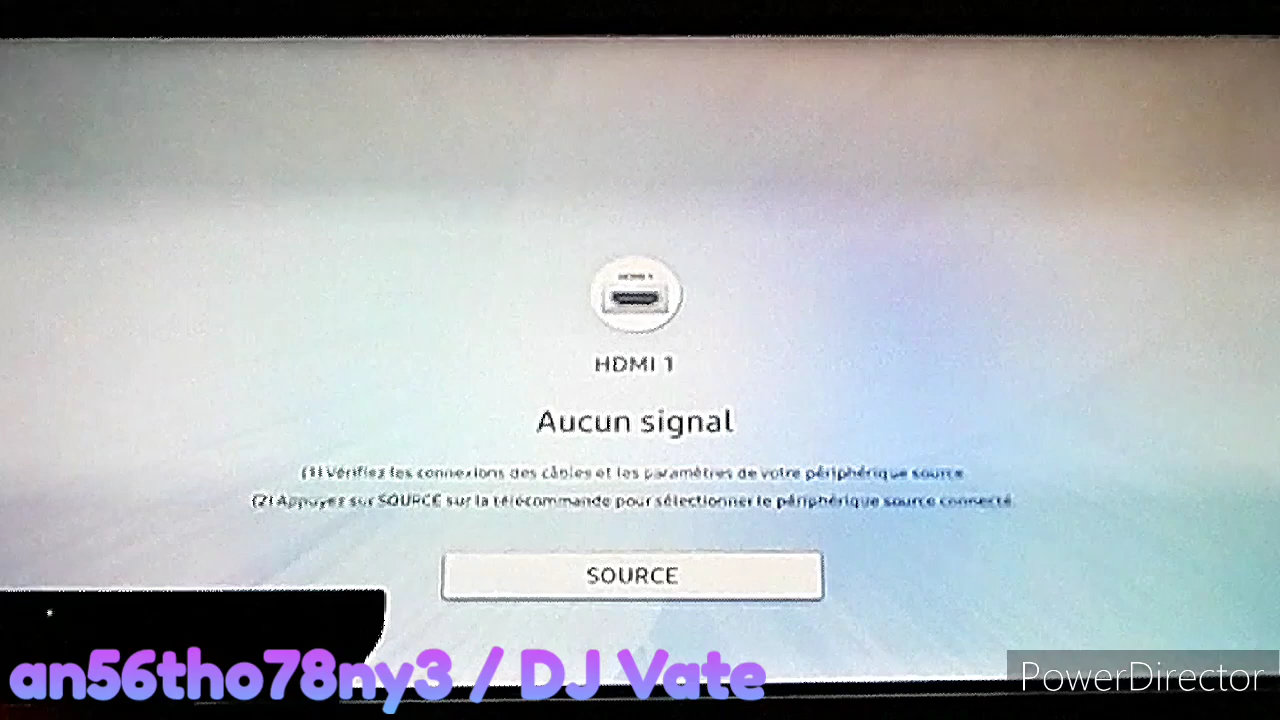 HDMI 1
HDMI 1
Aucun signal
(1) Vérifiez les connexions des câbles et les paramètres de votre périphérique source.
(2) Appuyez sur SOURCE sur la télécommande pour sélectionner le périphérique source connecté.
SOURCE
an56tho78ny3 / DJ Vate
PowerDirector